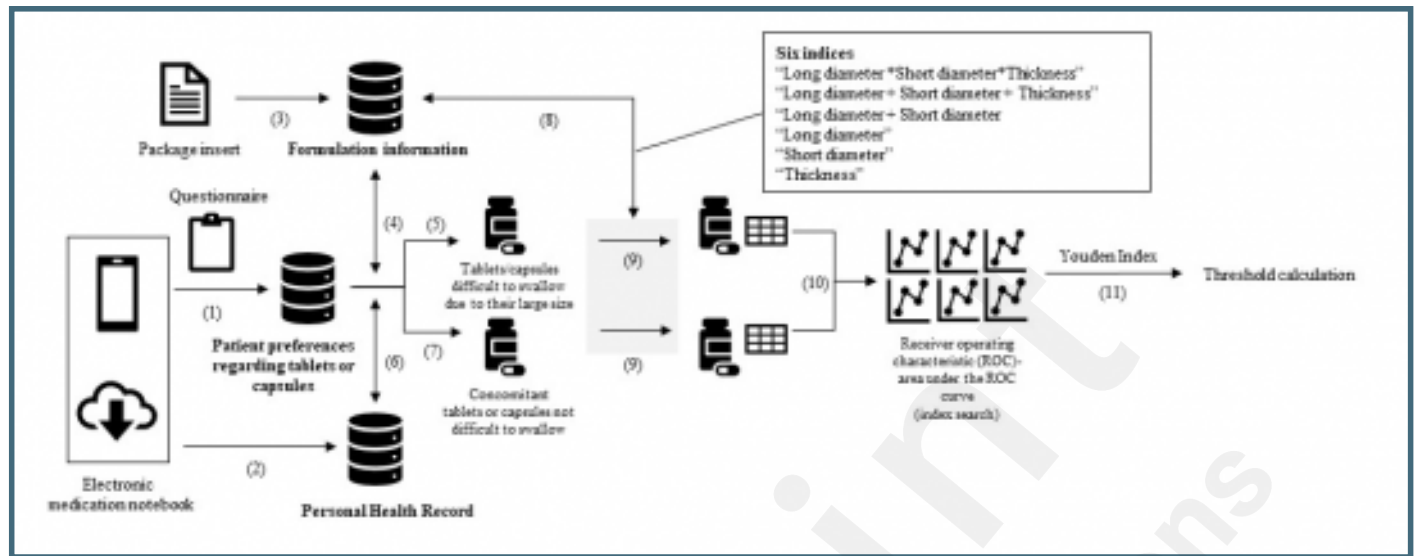 Six indices
"Long diameter *Short diameter*Thickness"
"Long diameter + Short diameter + Thickness"
"Long diameter + Short diameter
"Long diameter"
"Short diameter"
"Thickness"
(3)
(8)
Package insert
Formulation information
Questionnaire
(4)
(5)
(9)
Tablets/capsules
difficult to swallow
due to their large size
(1)
(10)
Youden Index
(11)
Threshold calculation
Patient preferences
regarding tablets or
capsules
(6)
(7)
(9)
Concomitant
tablets or capsules not
difficult to swallow
Receiver operating
characteristic (ROC)-
area under the ROC
curve
(index search)
(2)
Electronic
medication notebook
Personal Health Record
int
ns